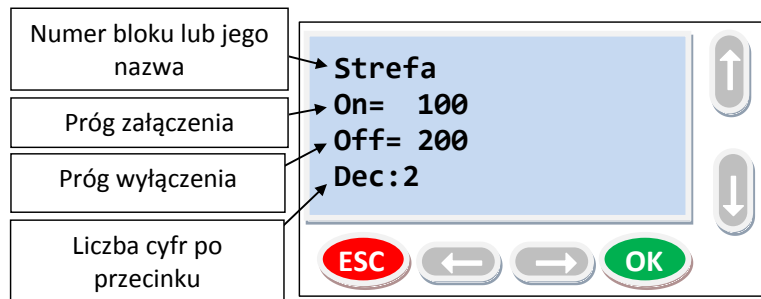 Numer bloku lub jego
nazwa
Próg załączenia
Próg wyłączenia
Liczba cyfr po
przecinku
Strefa
On=  100
Off= 200
Dec:2
ESC
OK